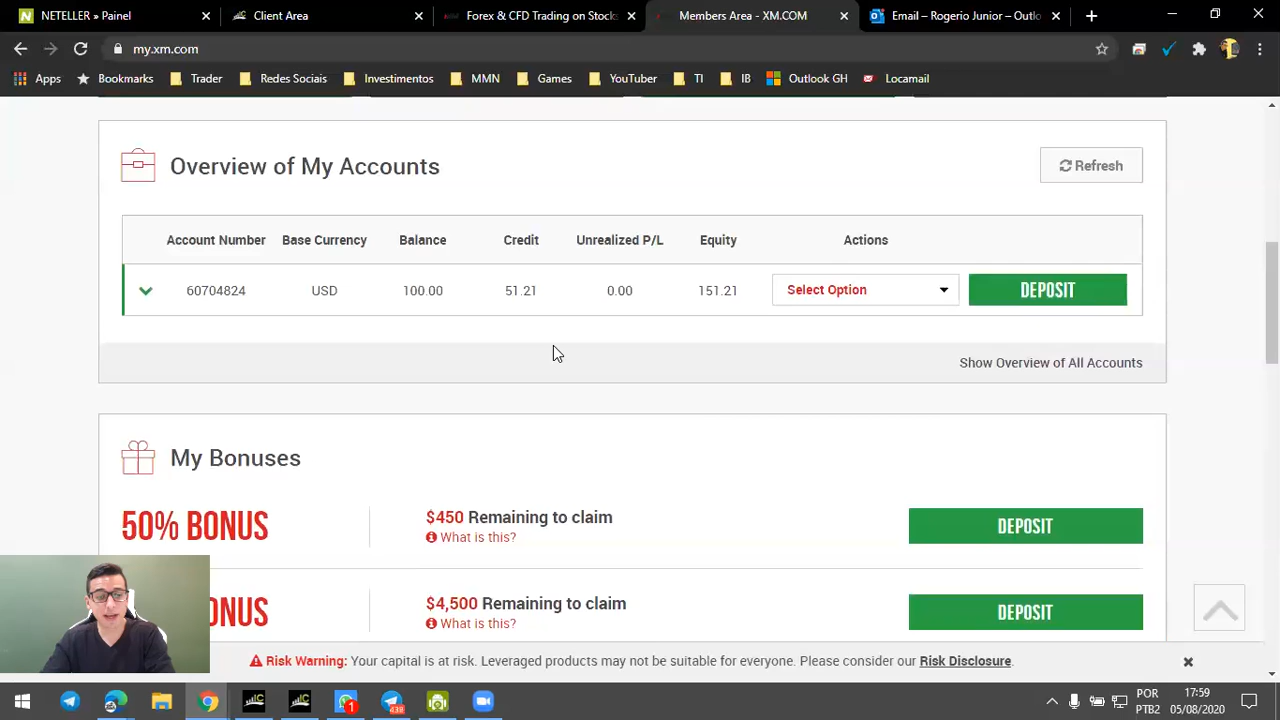 NETELLER » Painel
Client Area
Forex & CFD Trading on Stock
Members Area - XM.COM
Email – Rogerio Junior – Outlo
my.xm.com
Apps
Bookmarks
Trader
Redes Sociais
Investimentos
MMN
Games
YouTuber
TI
IB
Outlook GH
Locamail
Overview of My Accounts
Refresh
Account Number Base Currency Balance Credit Unrealized P/L Equity Actions
60704824 USD 100.00 51.21 0.00 151.21 Select Option DEPOSIT
Show Overview of All Accounts
My Bonuses
50% BONUS
$450 Remaining to claim
What is this?
DEPOSIT
ONUS
$4,500 Remaining to claim
What is this?
DEPOSIT
Risk Warning: Your capital is at risk. Leveraged products may not be suitable for everyone. Please consider our Risk Disclosure.
1
438
POR
PTB2
17:59
05/08/2020